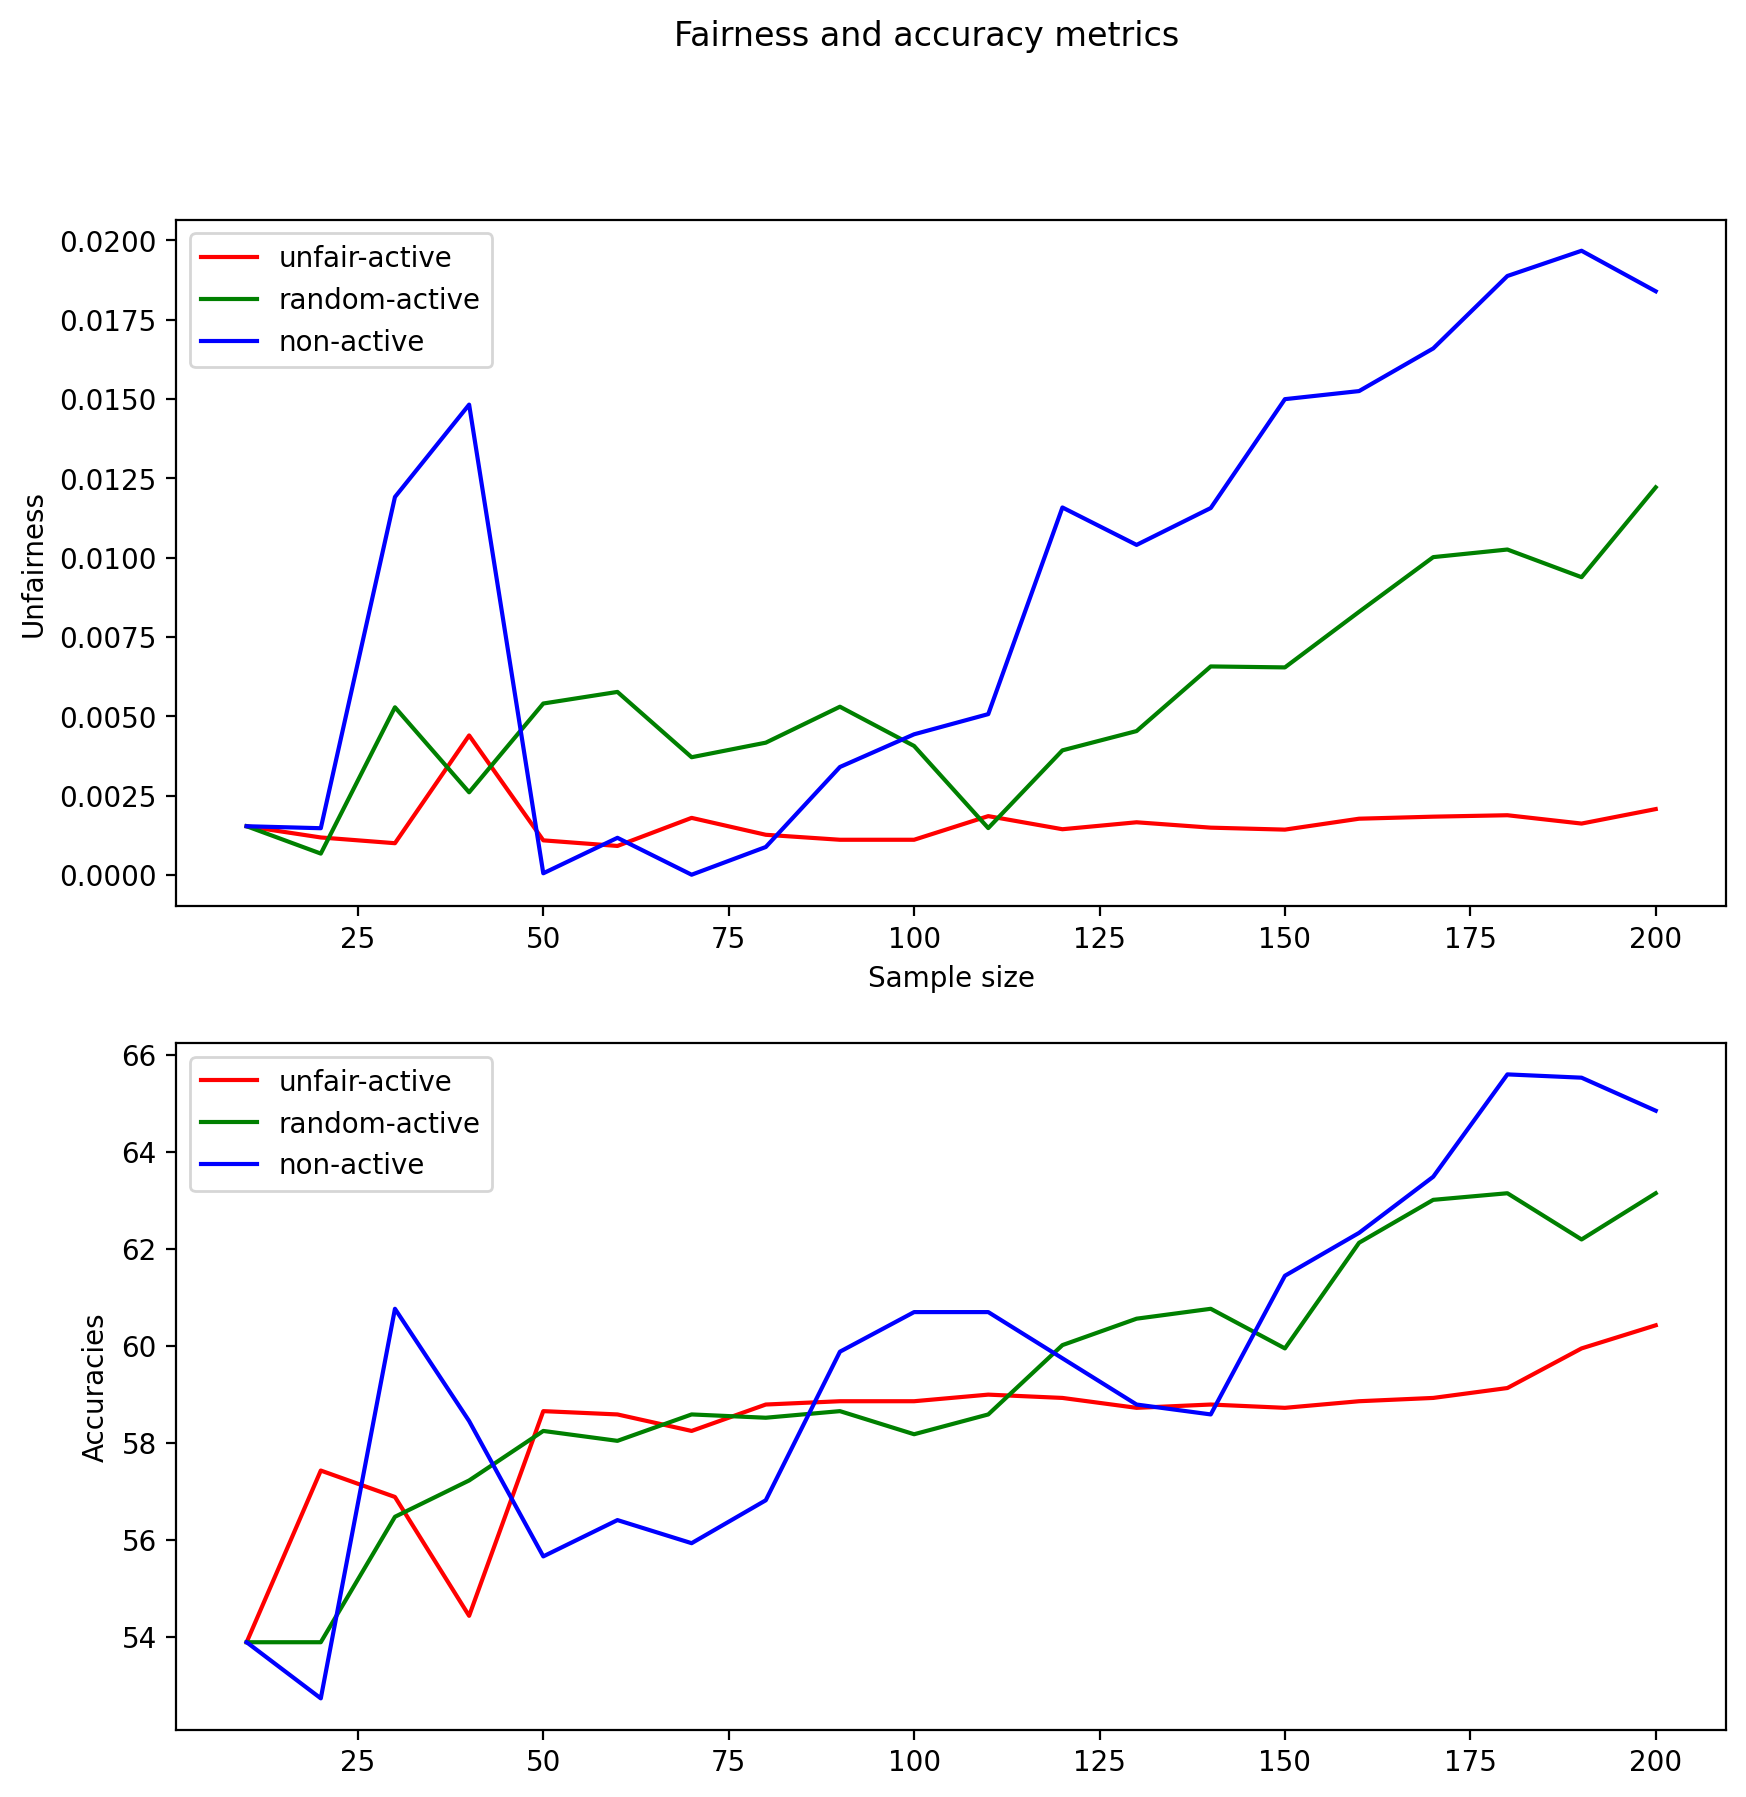 Fairness and accuracy metrics
0.0200
0.0175
0.0150
0.0125
0.0100
0.0075
0.0050
0.0025
0.0000
Unfairness
unfair-active
random-active
non-active
25 50 75 100 125 150 175 200
Sample size
66
64
62
60
58
56
54
Accuracies
unfair-active
random-active
non-active
25 50 75 100 125 150 175 200